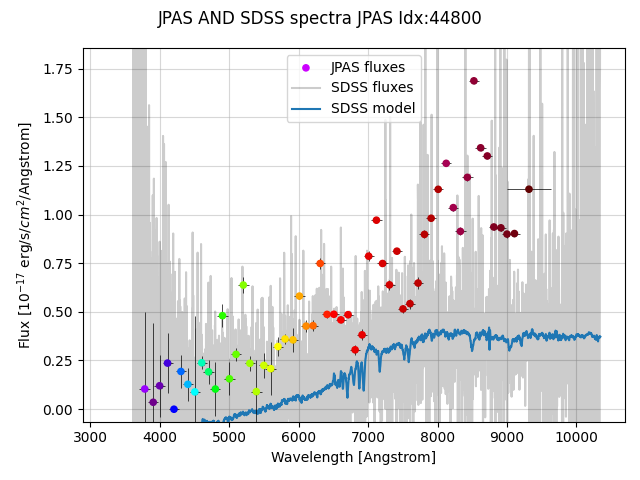 JPAS AND SDSS spectra JPAS Idx:44800
JPAS fluxes
SDSS fluxes
SDSS model
Flux [10⁻¹⁷ erg/s/cm²/Angstrom]
1.75
1.50
1.25
1.00
0.75
0.50
0.25
0.00
3000 4000 5000 6000 7000 8000 9000 10000
Wavelength [Angstrom]